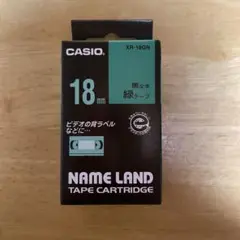 CASIO
XR-18GN
18mm
黒文字
緑テープ
ビデオの背ラベル
などに…
NAME LAND
TAPE CARTRIDGE